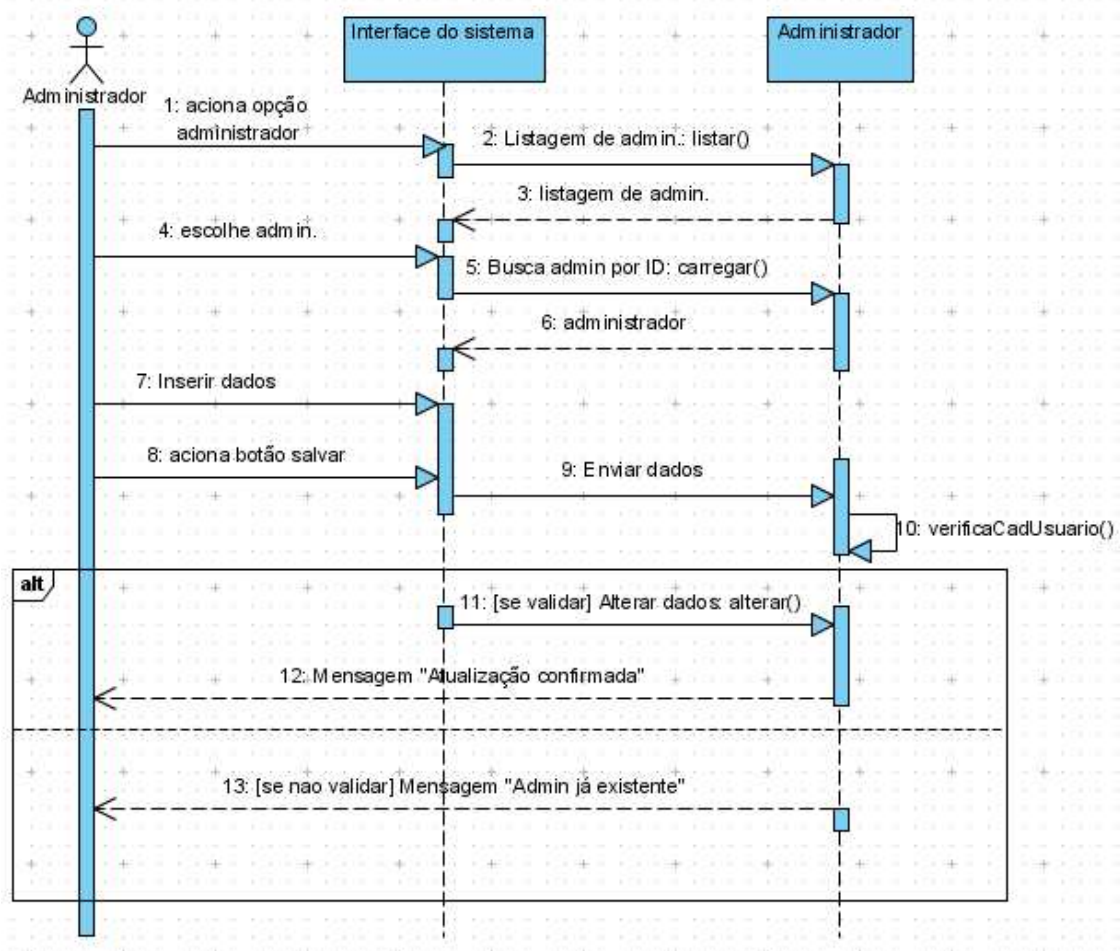 Interface do sistema
Administrador
Administrador
1: aciona opção
administrador
2: Listagem de admin.: listar()
3: listagem de admin.
4: escolhe admin.
5: Busca admin por ID: carregar()
6: administrador
7: Inserir dados
8: aciona botão salvar
9: Enviar dados
10: verificaCadUsuario()
alt
11: [se validar] Alterar dados: alterar()
12: Mensagem "Atualização confirmada"
13: [se nao validar] Mensagem "Admin já existente"